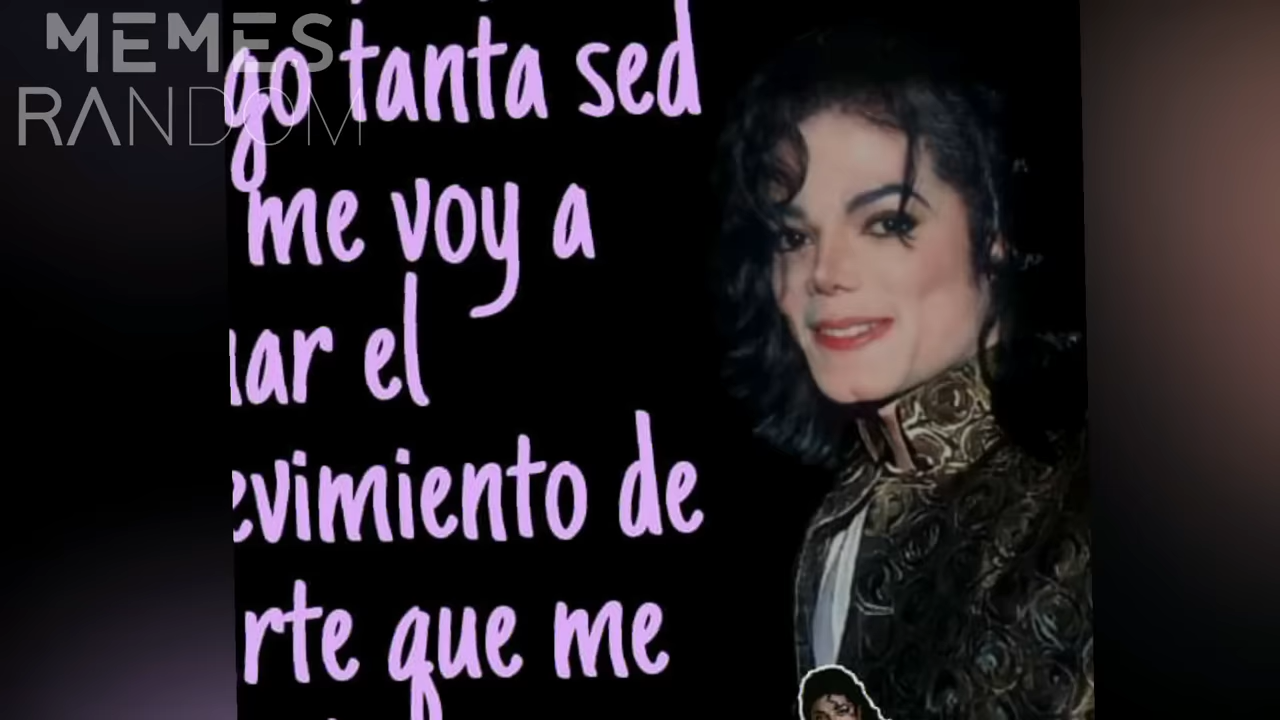 MEMES
RANDOM
go tanta sed
me voy a
ar el
evimiento de
rte que me